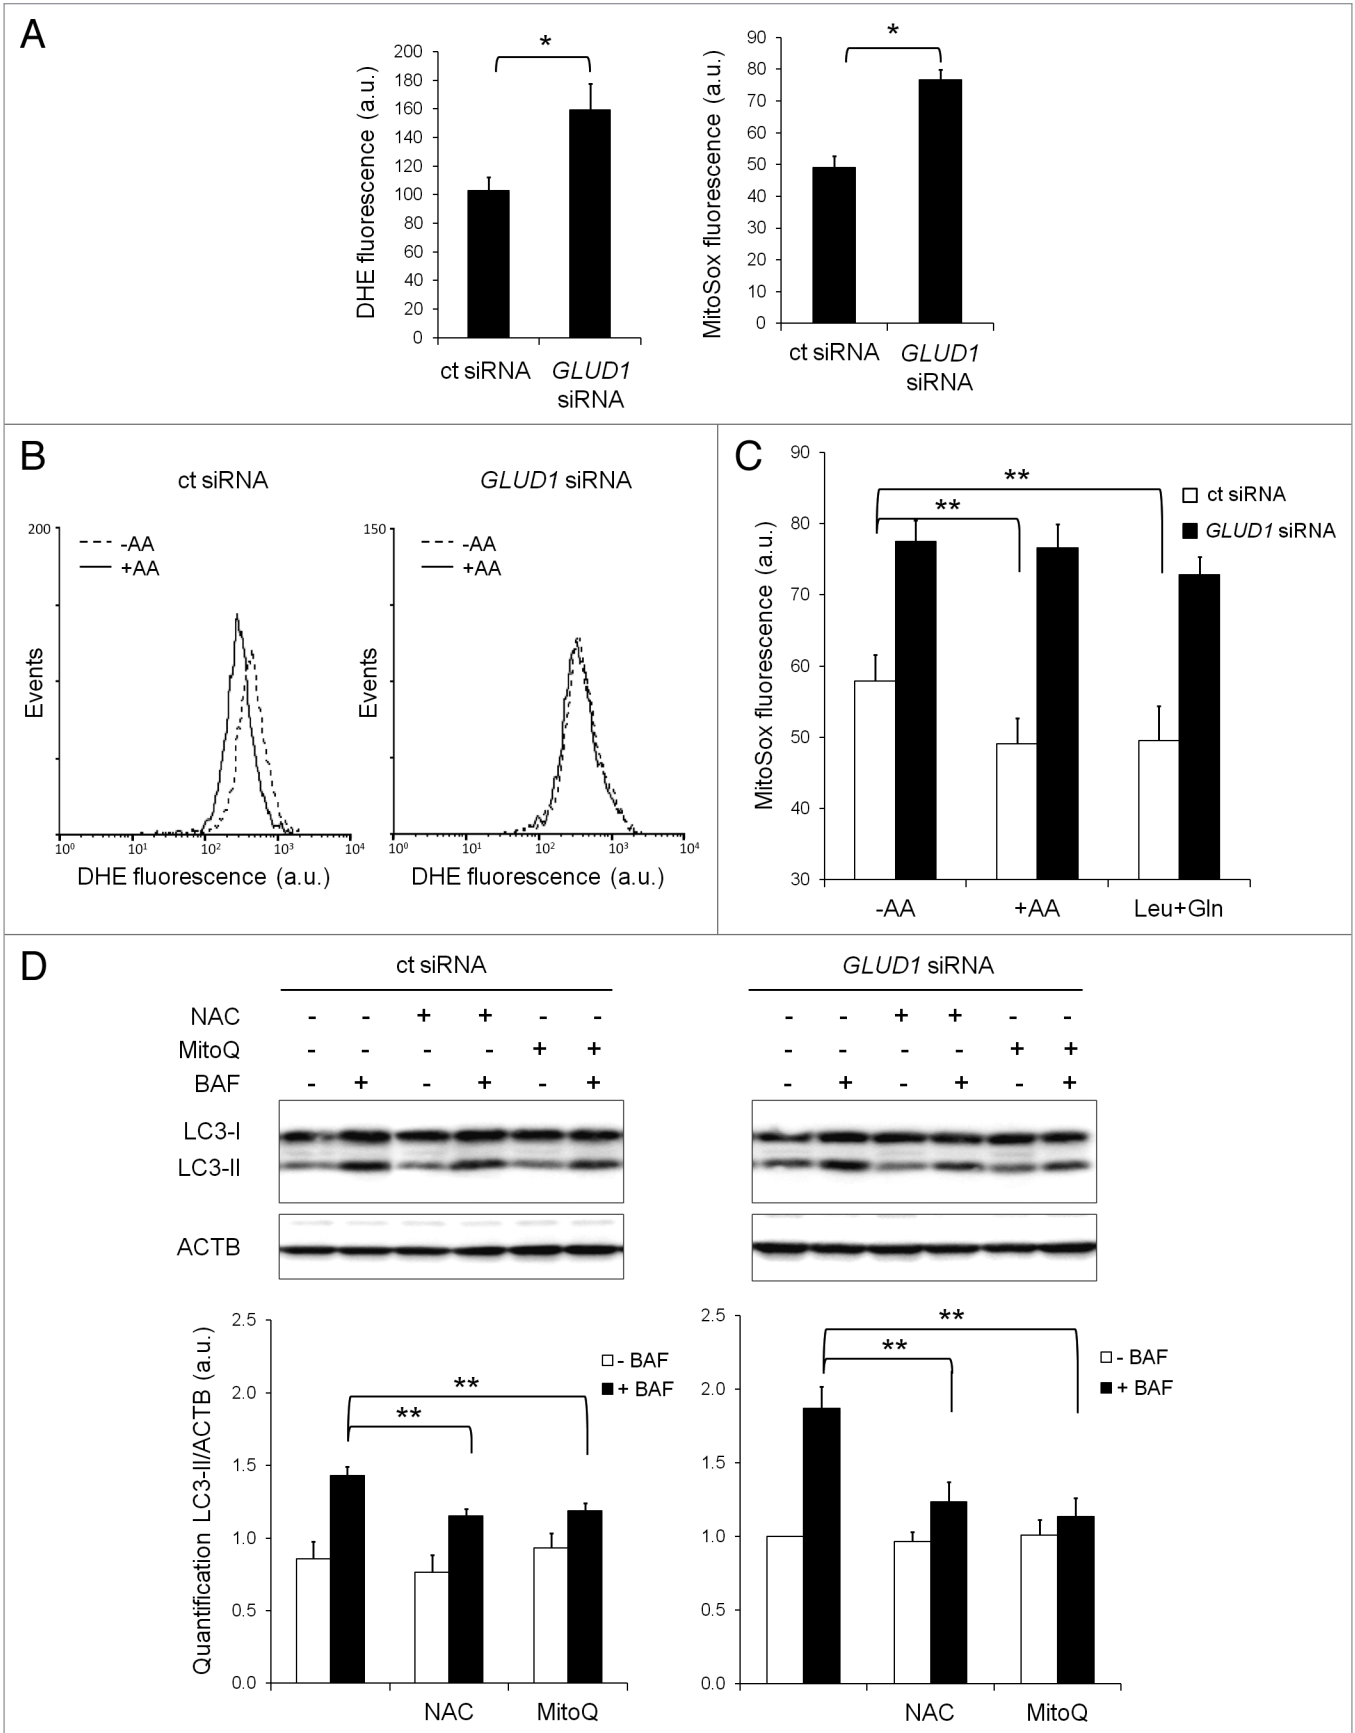 A
DHE fluorescence (a.u.)
200
180
160
140
120
100
80
60
40
20
0
*
ct siRNA
GLUD1
siRNA
MitoSox fluorescence (a.u.)
90
80
70
60
50
40
30
20
10
0
*
ct siRNA
GLUD1
siRNA
B
ct siRNA
200
Events
-AA
+AA
10⁰ 10¹ 10² 10³ 10⁴
DHE fluorescence (a.u.)
GLUD1 siRNA
150
Events
-AA
+AA
10⁰ 10¹ 10² 10³ 10⁴
DHE fluorescence (a.u.)
C
MitoSox fluorescence (a.u.)
90
80
70
60
50
40
30
**
**
ct siRNA
GLUD1 siRNA
-AA +AA Leu+Gln
D
ct siRNA GLUD1 siRNA
NAC - - + + - - - - + + - -
MitoQ - - - - + + - - - - + +
BAF - + - + - + - + - + - +
LC3-I
LC3-II
ACTB
Quantification LC3-II/ACTB (a.u.)
2.5
2.0
1.5
1.0
0.5
0.0
**
**
- BAF
+ BAF
NAC MitoQ
2.5
2.0
1.5
1.0
0.5
0.0
**
**
- BAF
+ BAF
NAC MitoQ